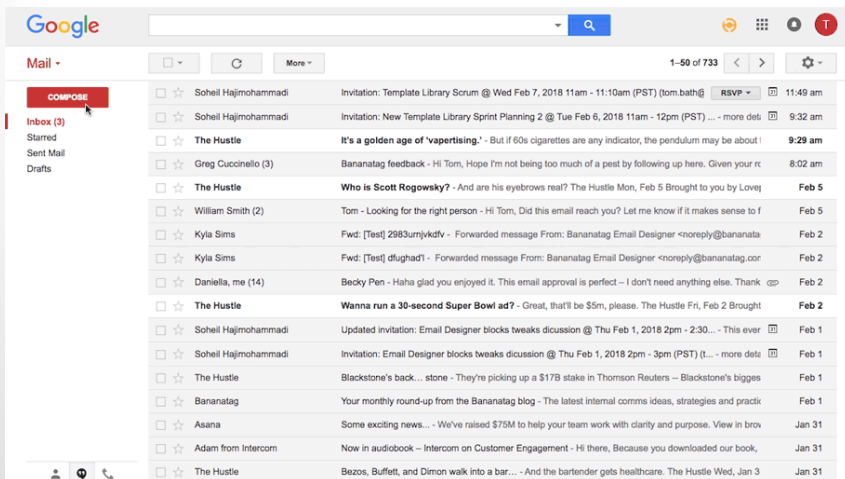 Google
T
Mail
More
1–50 of 733
COMPOSE
Inbox (3)
Starred
Sent Mail
Drafts
Soheil Hajimohammadi Invitation: Template Library Scrum @ Wed Feb 7, 2018 11am - 11:10am (PST) (tom.bath@ RSVP 31 11:49 am
Soheil Hajimohammadi Invitation: New Template Library Sprint Planning 2 @ Tue Feb 6, 2018 11am - 12pm (PST) ... - more deta 31 9:32 am
The Hustle It's a golden age of 'vapertising.' - But if 60s cigarettes are any indicator, the pendulum may be about 9:29 am
Greg Cuccinello (3) Bananatag feedback - Hi Tom, Hope I'm not being too much of a pest by following up here. Given your 8:02 am
The Hustle Who is Scott Rogowsky? - And are his eyebrows real? The Hustle Mon, Feb 5 Brought to you by Feb 5
William Smith (2) Tom - Looking for the right person - Hi Tom, Did this email reach you? Let me know if it makes sense to f Feb 5
Kyla Sims Fwd: [Test] 2983urnjvkdfv - Forwarded message From: Bananatag Email Designer <noreply@bananata Feb 2
Kyla Sims Fwd: [Test] dfughad'l - Forwarded message From: Bananatag Email Designer <noreply@bananatag.con Feb 2
Daniella, me (14) Becky Pen - Haha glad you enjoyed it. This email approval is perfect – I don't need anything else. Thank Feb 2
The Hustle Wanna run a 30-second Super Bowl ad? - Great, that'll be $5m, please. The Hustle Fri, Feb 2 Brought Feb 2
Soheil Hajimohammadi Updated invitation: Email Designer blocks tweaks dicussion @ Thu Feb 1, 2018 2pm - 2:30... - This ever 31 Feb 1
Soheil Hajimohammadi Invitation: Email Designer blocks tweaks dicussion @ Thu Feb 1, 2018 2pm - 3pm (PST) (t... - more deta 31 Feb 1
The Hustle Blackstone's back... stone - They're picking up a $17B stake in Thomson Reuters -- Blackstone's biggest Feb 1
Bananatag Your monthly round-up from the Bananatag blog - The latest internal comms ideas, strategies and practic Feb 1
Asana Some exciting news... - We've raised $75M to help your team work with clarity and purpose. View in brow Jan 31
Adam from Intercom Now in audiobook – Intercom on Customer Engagement - Hi there, Because you downloaded our book, Jan 31
The Hustle Bezos, Buffett, and Dimon walk into a bar... - And the bartender gets healthcare. The Hustle Wed, Jan 3 Jan 31